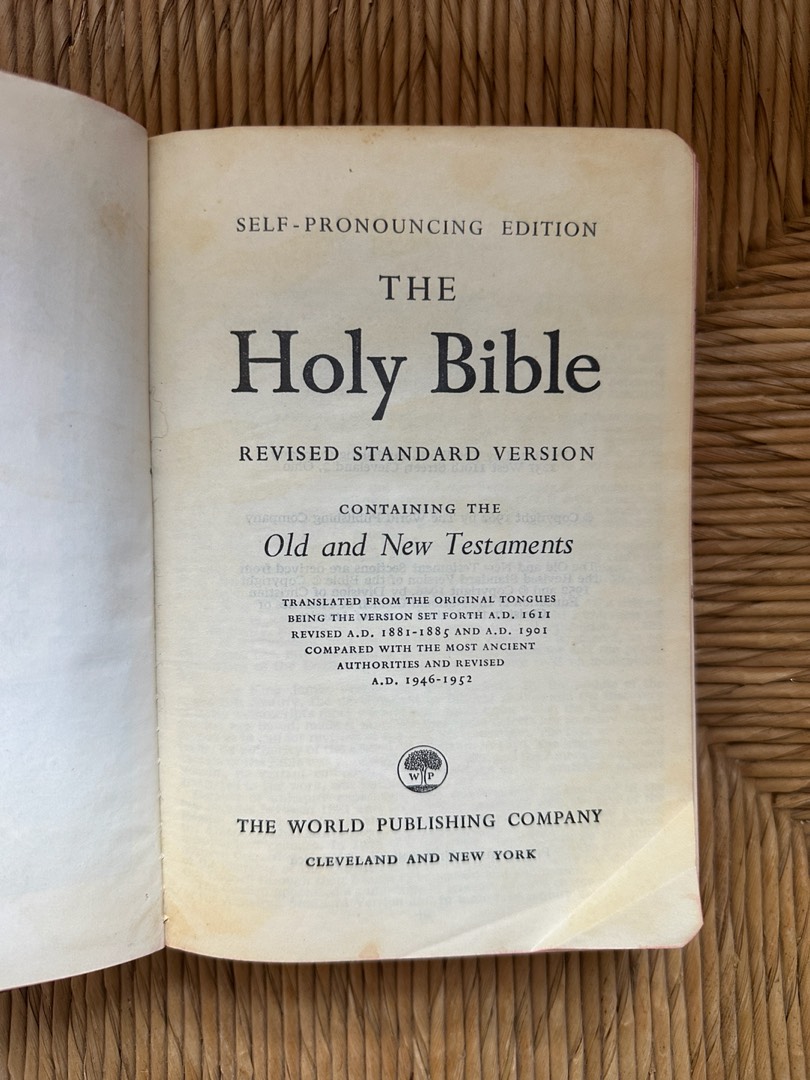 SELF-PRONOUNCING EDITION
THE
Holy Bible
REVISED STANDARD VERSION
CONTAINING THE
Old and New Testaments
TRANSLATED FROM THE ORIGINAL TONGUES
BEING THE VERSION SET FORTH A.D. 1611
REVISED A.D. 1881-1885 AND A.D. 1901
COMPARED WITH THE MOST ANCIENT
AUTHORITIES AND REVISED
A.D. 1946-1952
W P
THE WORLD PUBLISHING COMPANY
CLEVELAND AND NEW YORK